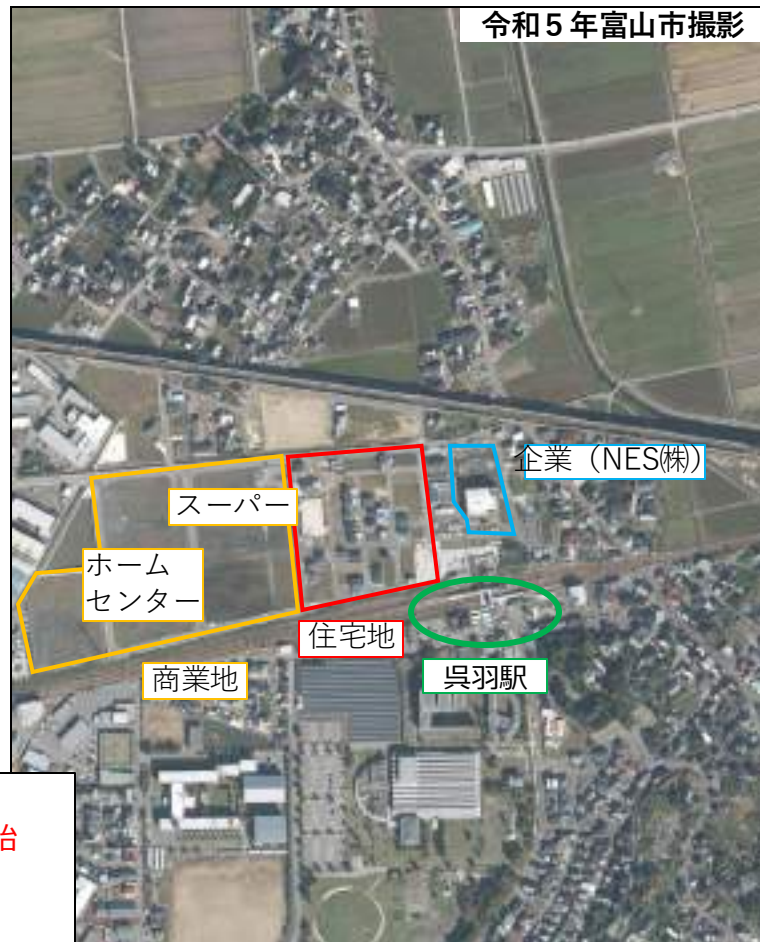 令和5年富山市撮影
企業（NES㈱）
スーパー
ホーム
センター
住宅地
商業地
呉羽駅
台